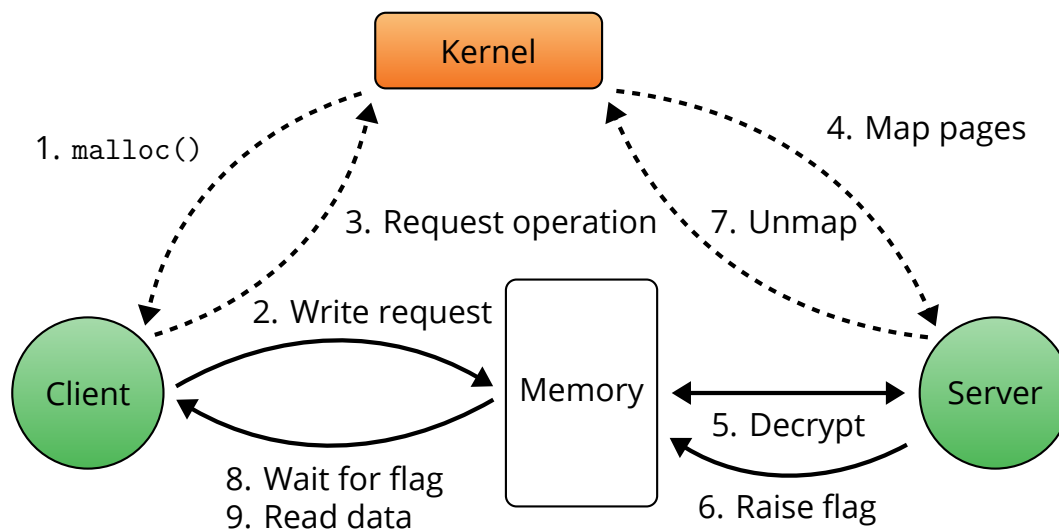 Kernel
1. malloc()
4. Map pages
3. Request operation
7. Unmap
2. Write request
Client
Memory
Server
5. Decrypt
8. Wait for flag
9. Read data
6. Raise flag